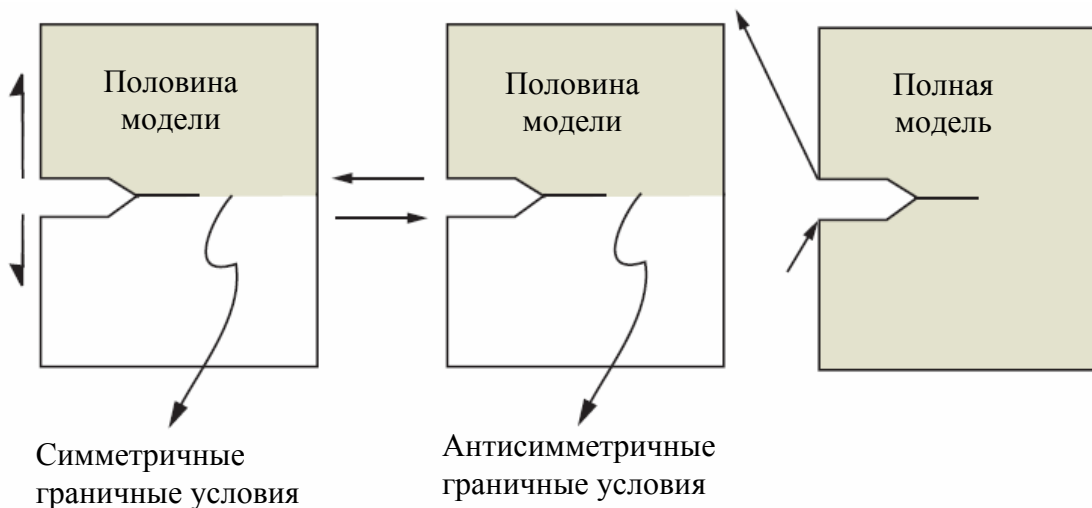 Половина
модели
Половина
модели
Полная
модель
Симметричные
граничные условия
Антисимметричные
граничные условия